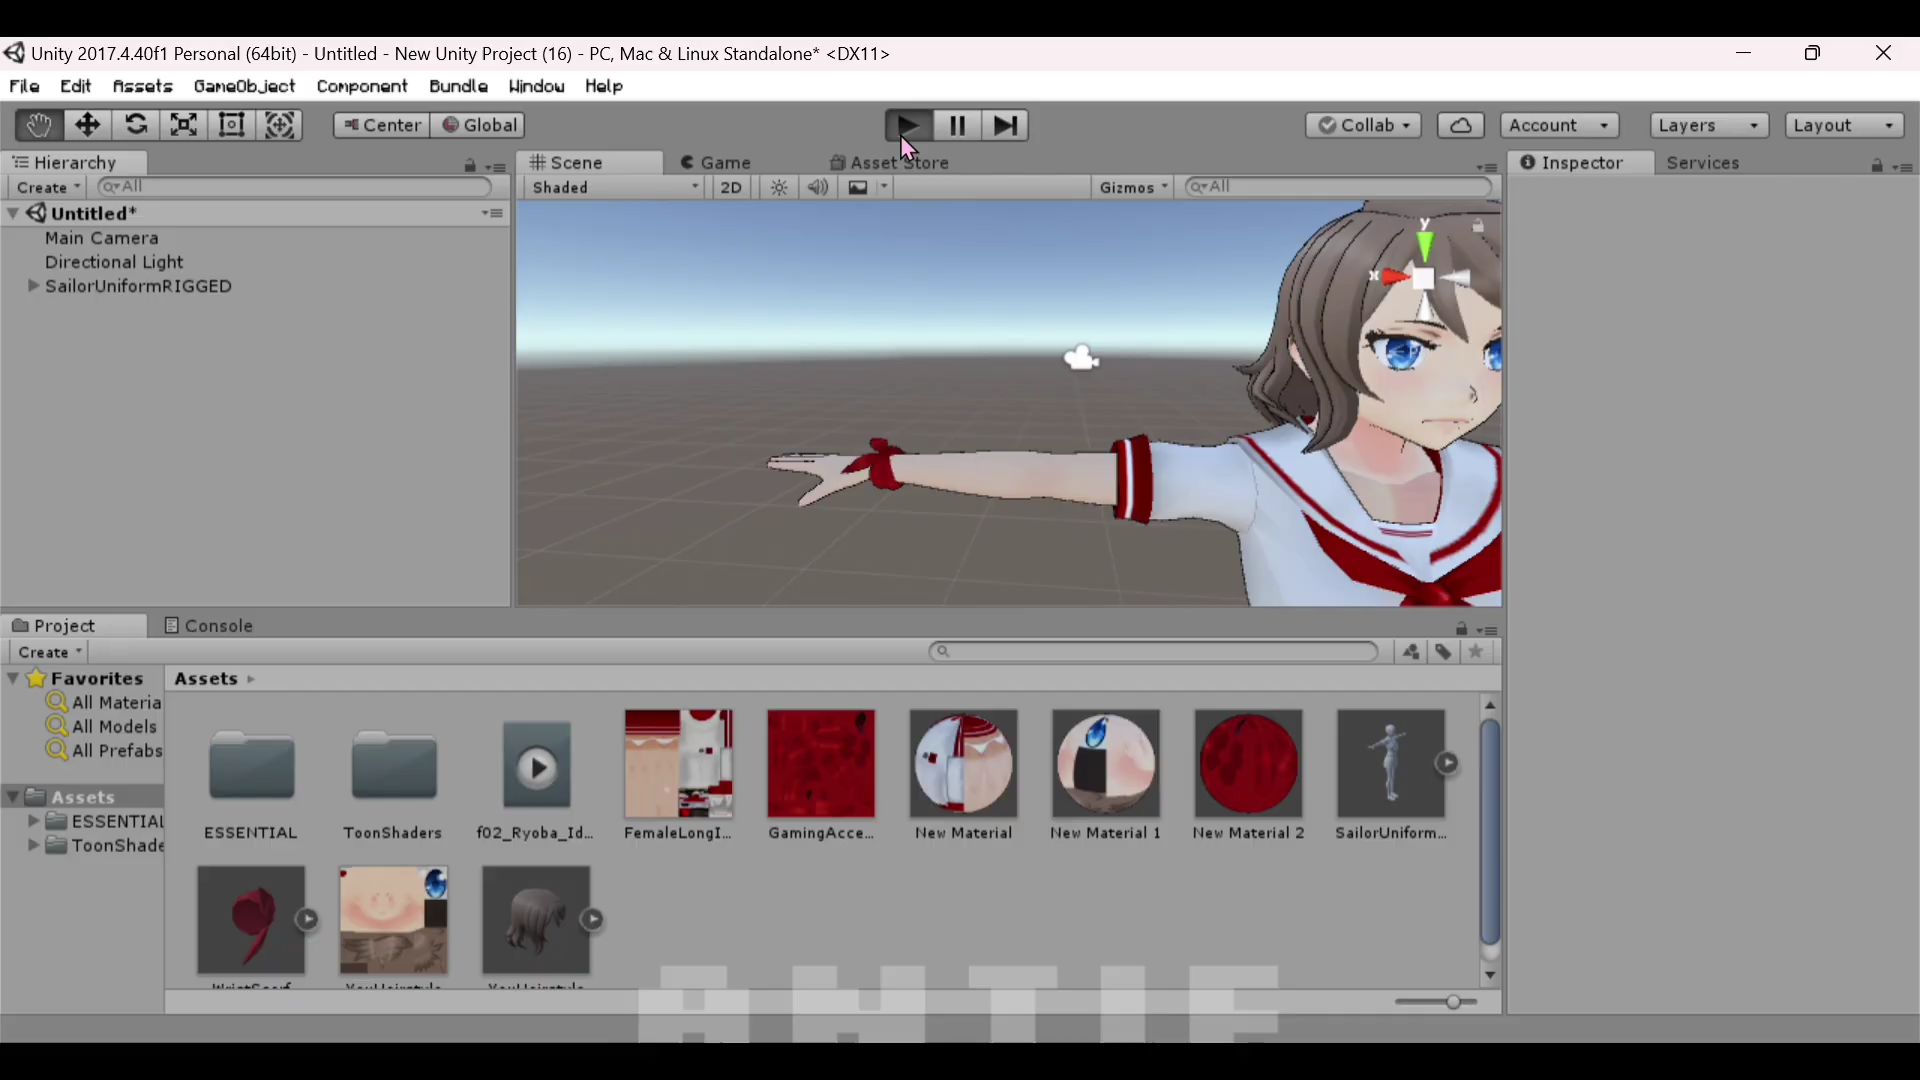 Unity 2017.4.40f1 Personal (64bit) - Untitled - New Unity Project (16) - PC, Mac & Linux Standalone* <DX11>
File Edit Assets GameObject Component Bundle Window Help
Center Global Collab Account Layers Layout
Hierarchy Scene Game Asset Store Inspector Services
Create All Shaded 2D Gizmos All
Untitled*
Main Camera
Directional Light
SailorUniformRIGGED
y
x
Project Console
Create
Favorites Assets
All Materia
All Models
All Prefabs
Assets
ESSENTIAL
ToonShade
ESSENTIAL ToonShaders f02_Ryoba_Id... FemaleLongI... GamingAcce... New Material New Material 1 New Material 2 SailorUniform...
WristScarf YouHairstyle YouHairstyle